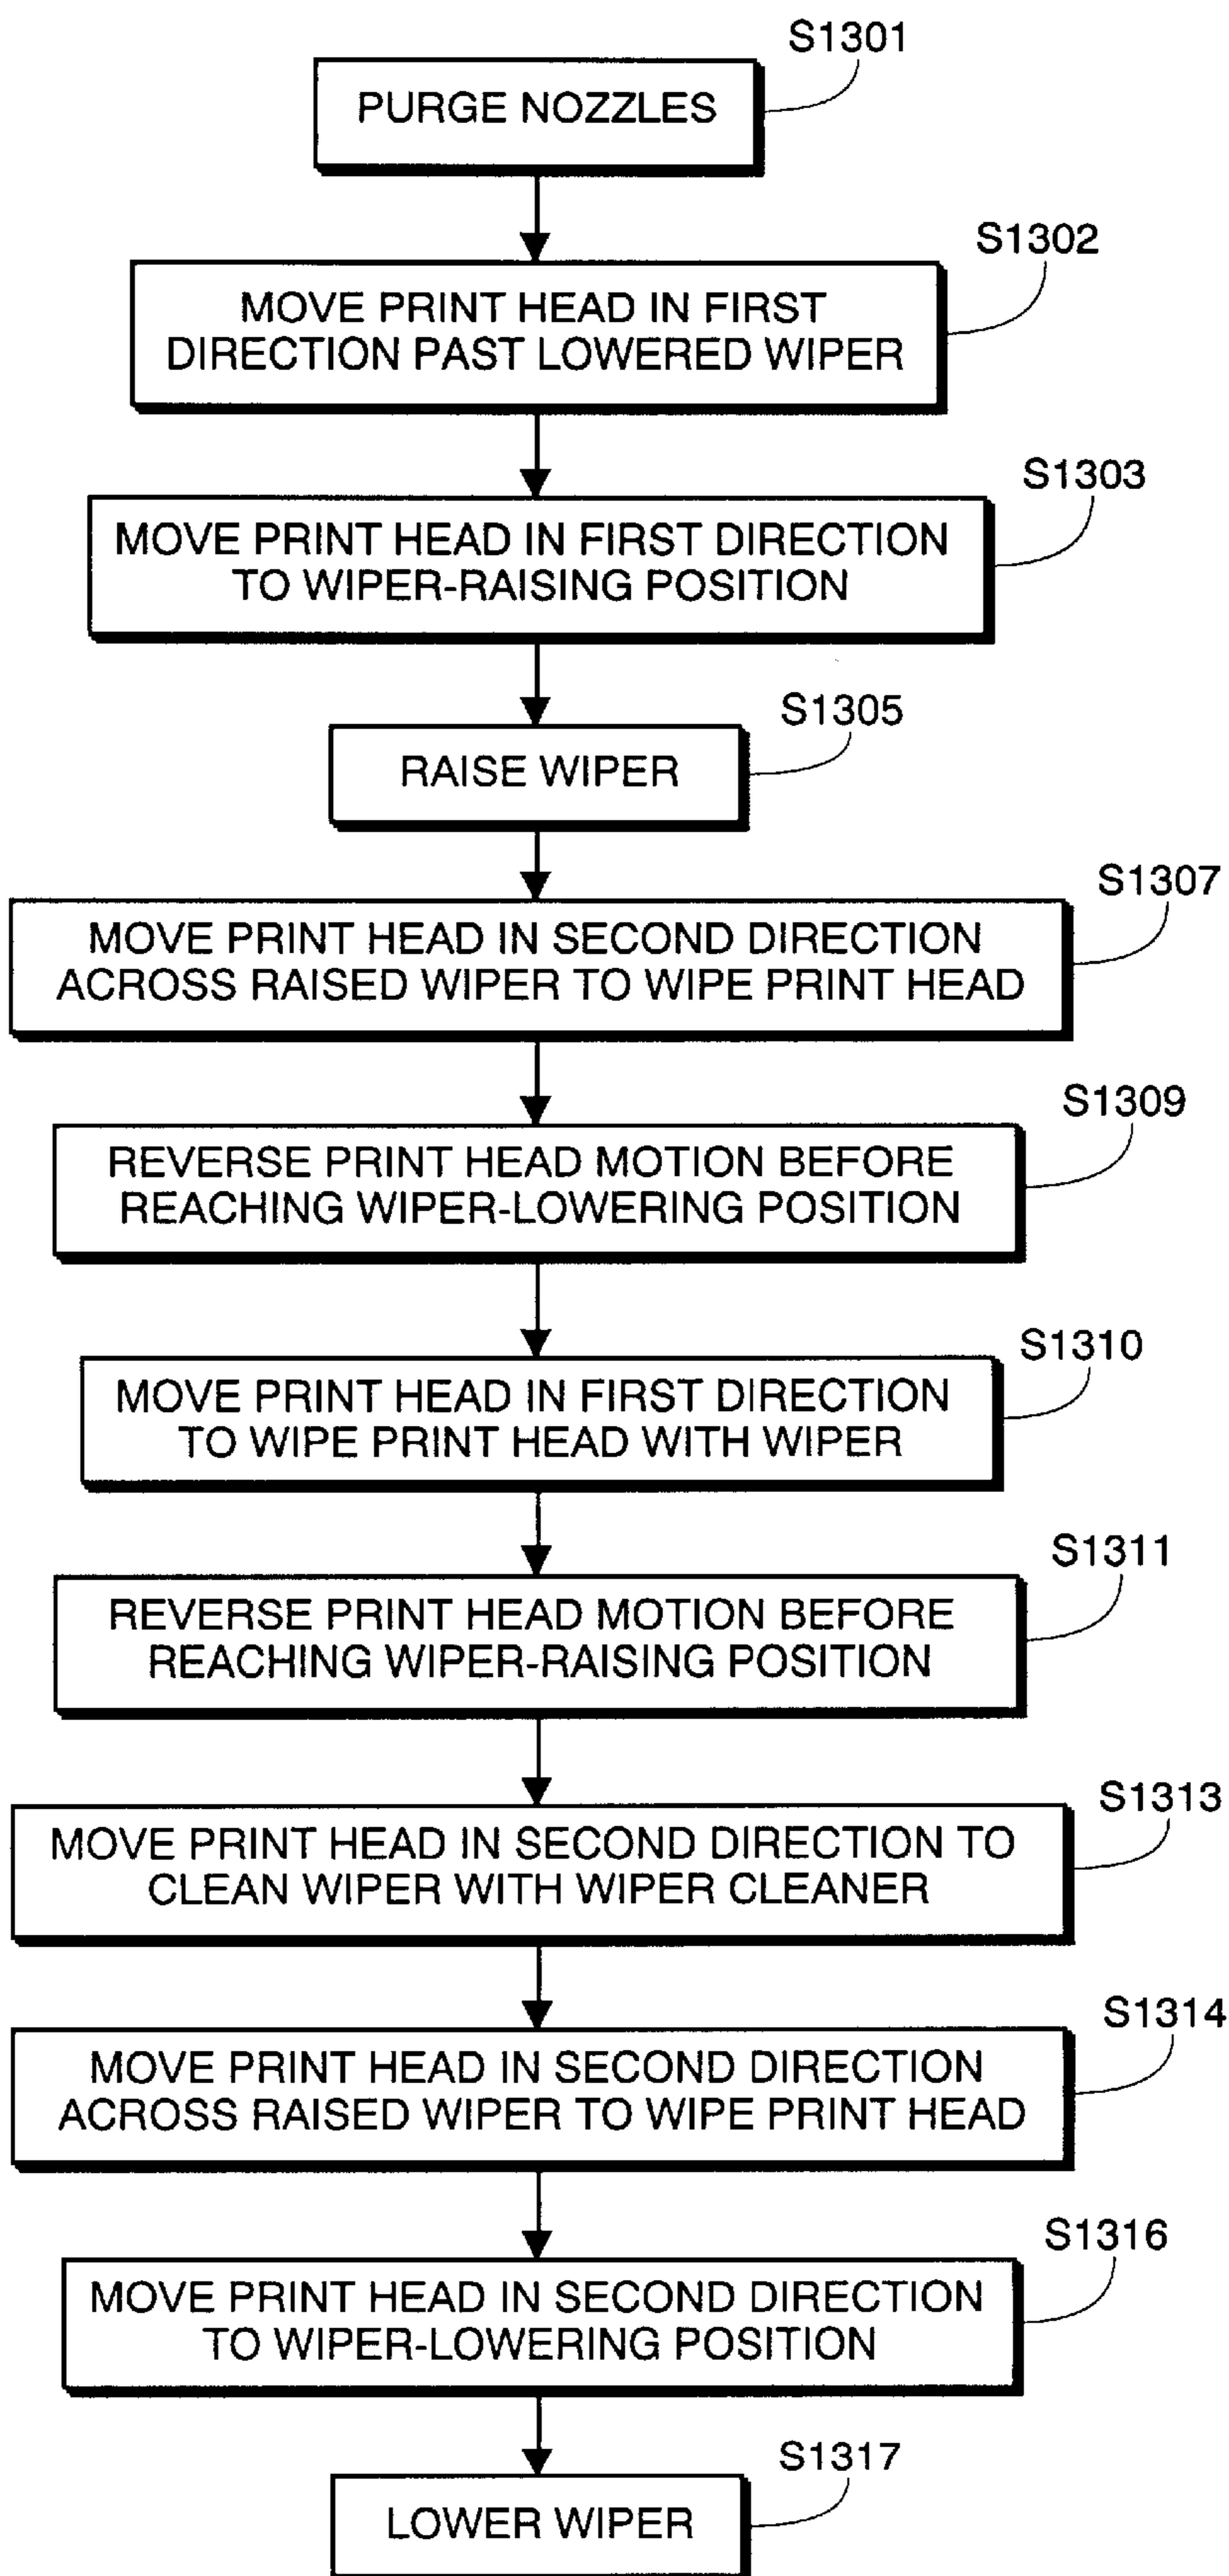 S1301
PURGE NOZZLES
S1302
MOVE PRINT HEAD IN FIRST
DIRECTION PAST LOWERED WIPER
S1303
MOVE PRINT HEAD IN FIRST DIRECTION
TO WIPER-RAISING POSITION
S1305
RAISE WIPER
S1307
MOVE PRINT HEAD IN SECOND DIRECTION
ACROSS RAISED WIPER TO WIPE PRINT HEAD
S1309
REVERSE PRINT HEAD MOTION BEFORE
REACHING WIPER-LOWERING POSITION
S1310
MOVE PRINT HEAD IN FIRST DIRECTION
TO WIPE PRINT HEAD WITH WIPER
S1311
REVERSE PRINT HEAD MOTION BEFORE
REACHING WIPER-RAISING POSITION
S1313
MOVE PRINT HEAD IN SECOND DIRECTION TO
CLEAN WIPER WITH WIPER CLEANER
S1314
MOVE PRINT HEAD IN SECOND DIRECTION
ACROSS RAISED WIPER TO WIPE PRINT HEAD
S1316
MOVE PRINT HEAD IN SECOND DIRECTION
TO WIPER-LOWERING POSITION
S1317
LOWER WIPER